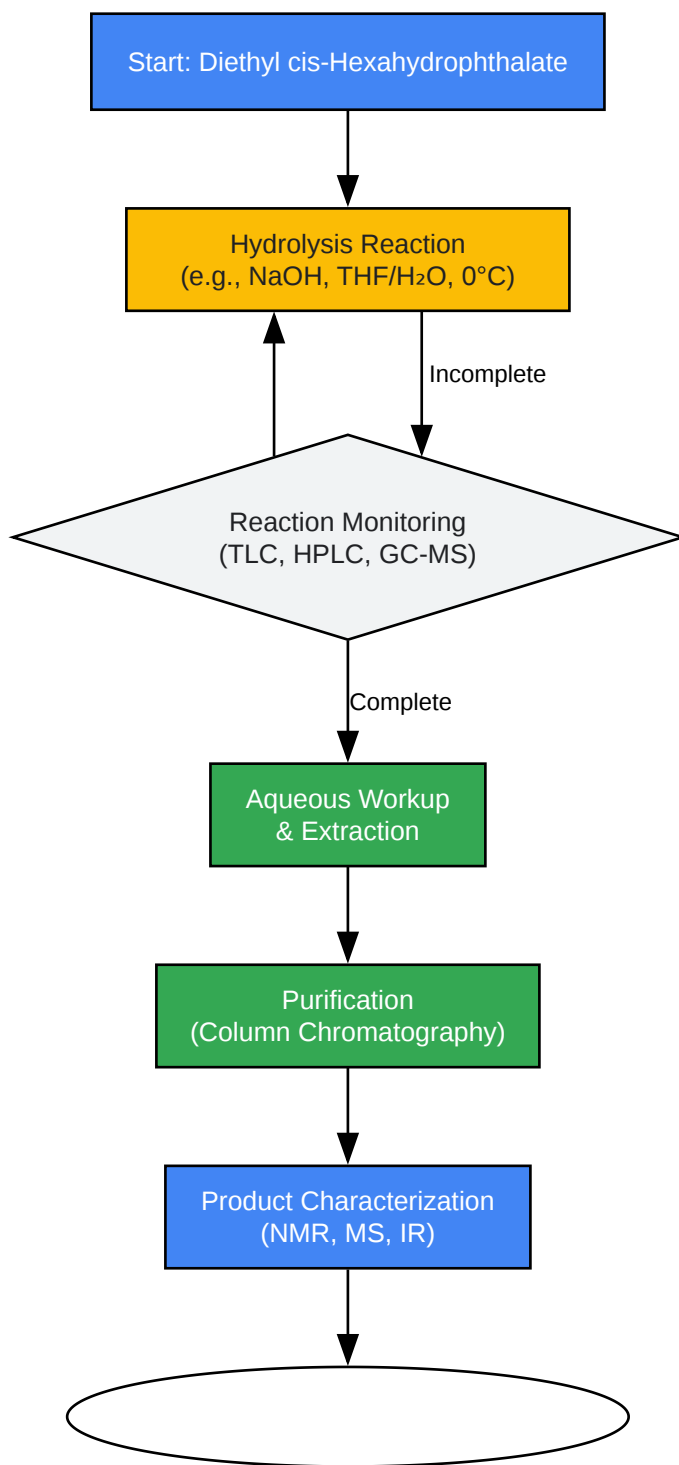 Start: Diethyl cis-Hexahydrophthalate
Hydrolysis Reaction
(e.g., NaOH, THF/H₂O, 0°C)
Incomplete
Reaction Monitoring
(TLC, HPLC, GC-MS)
Complete
Aqueous Workup
& Extraction
Purification
(Column Chromatography)
Product Characterization
(NMR, MS, IR)